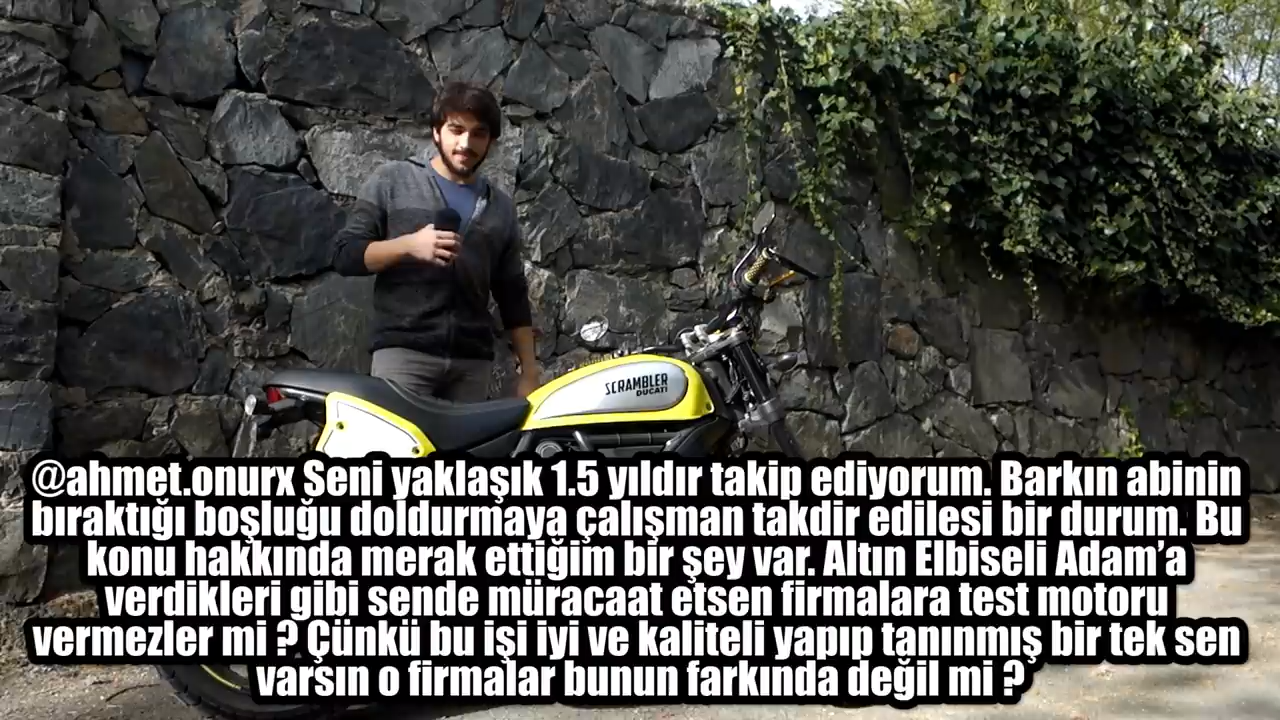 SCRAMBLER
DUCATI
@ahmet.onurx Seni yaklaşık 1.5 yıldır takip ediyorum. Barkın abinin
bıraktığı boşluğu doldurmaya çalışman takdir edilesi bir durum. Bu
konu hakkında merak ettiğim bir şey var. Altın Elbiseli Adam’a
verdikleri gibi sende müracaat etsen firmalara test motoru
vermezler mi ? Çünkü bu işi iyi ve kaliteli yapıp tanınmış bir tek sen
varsın o firmalar bunun farkında değil mi ?